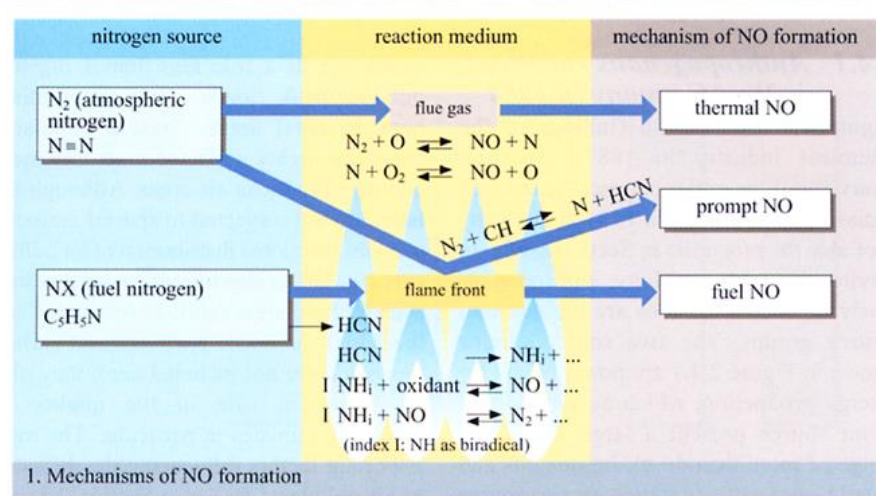 nitrogen source
reaction medium
mechanism of NO formation
N₂ (atmospheric
nitrogen)
N≡N
flue gas
thermal NO
N₂ + O ⇌ NO + N
N + O₂ ⇌ NO + O
N₂ + CH ⇌ N + HCN
prompt NO
NX (fuel nitrogen)
C₅H₅N
flame front
fuel NO
HCN
HCN → NHᵢ + ...
I NHᵢ + oxidant ⇌ NO + ...
I NHᵢ + NO ⇌ N₂ + ...
(index I: NH as biradical)
1. Mechanisms of NO formation